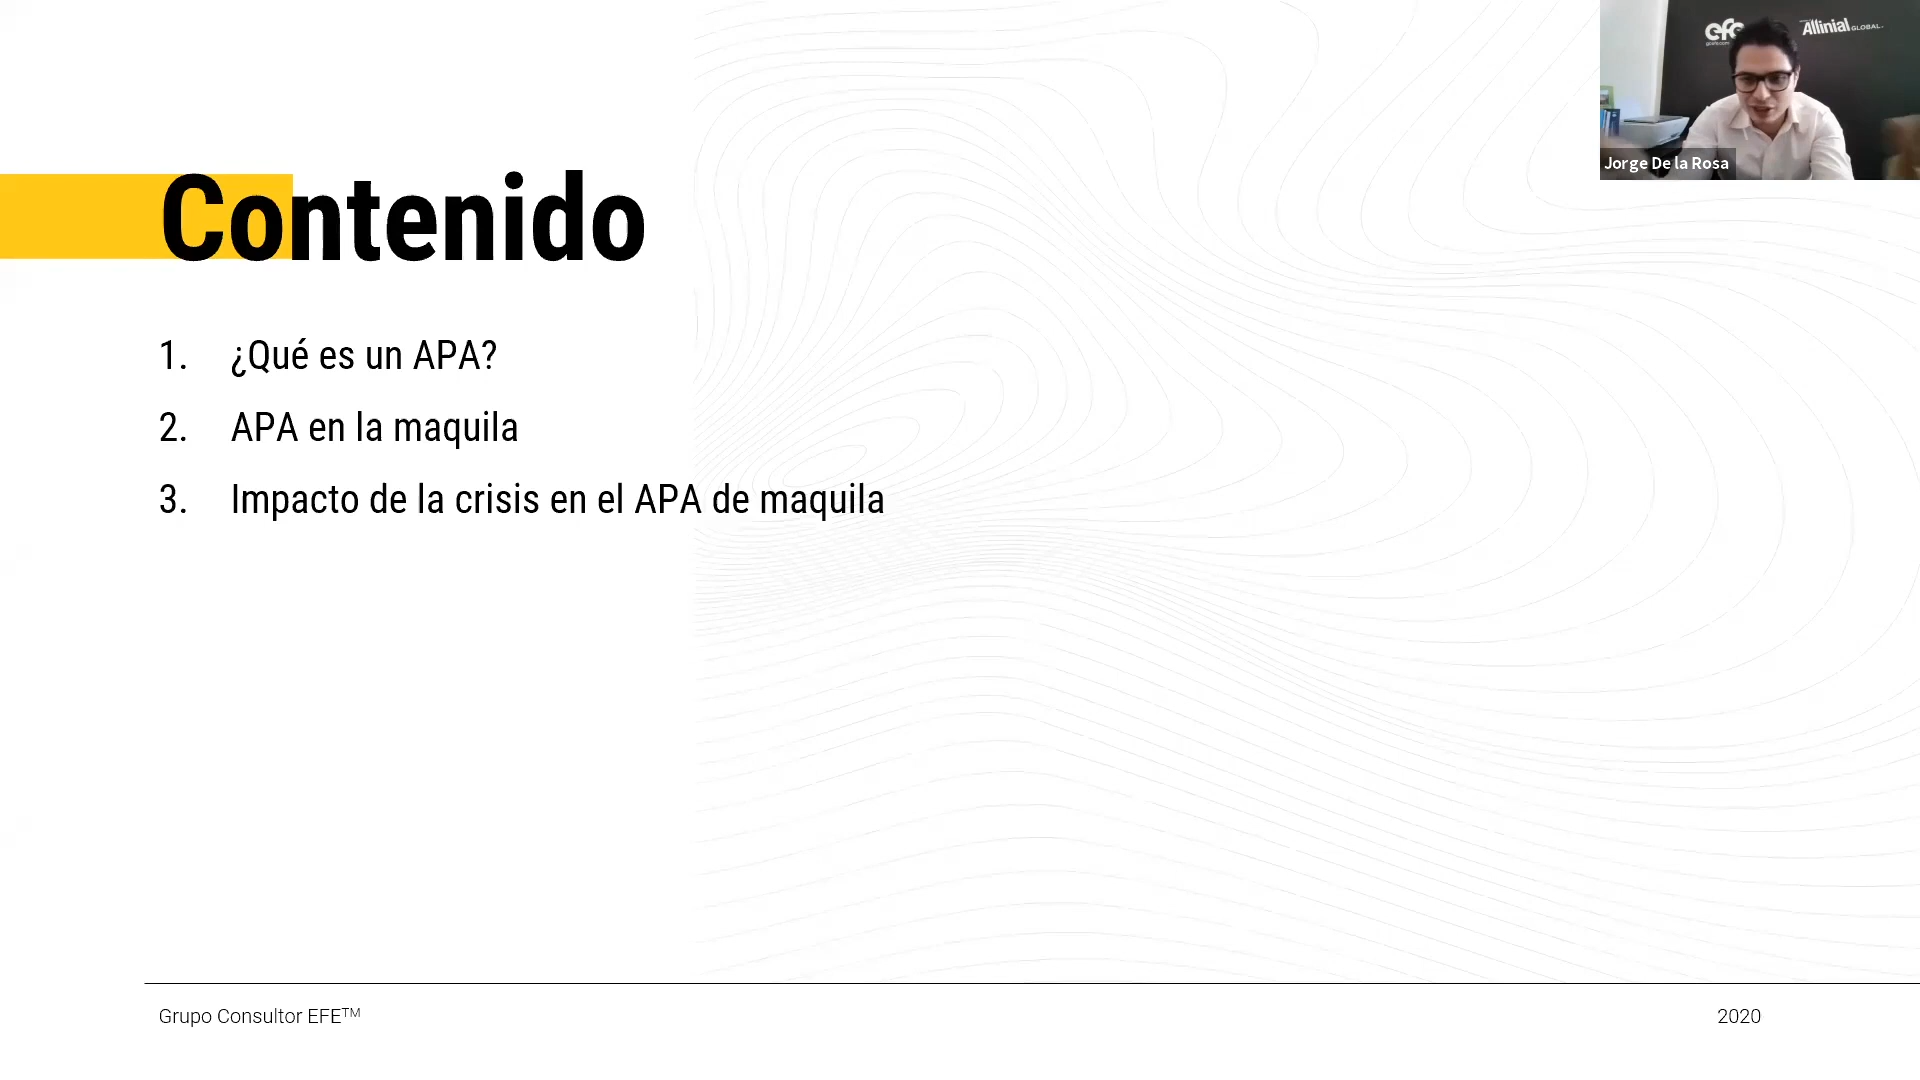 efe
Allinial GLOBAL
Jorge De la Rosa
Contenido
1. ¿Qué es un APA?
2. APA en la maquila
3. Impacto de la crisis en el APA de maquila
Grupo Consultor EFE™
2020